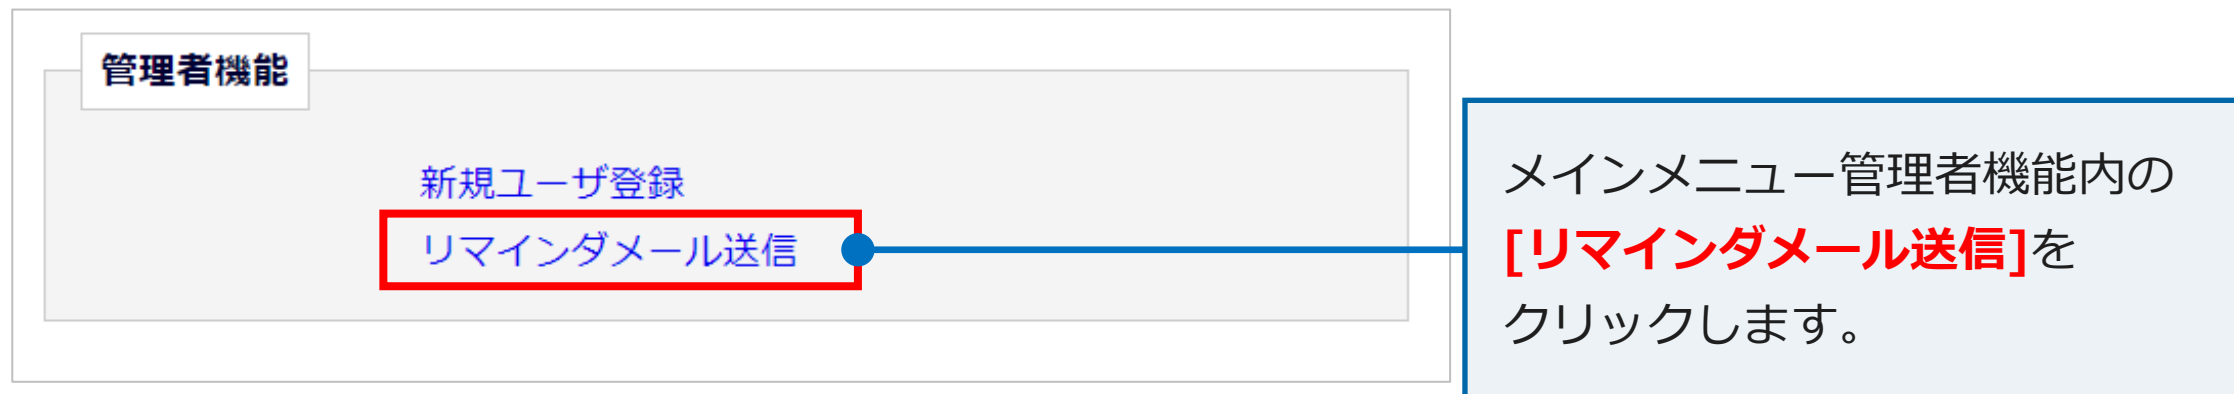 管理者機能
新規ユーザ登録
リマインダメール送信
メインメニュー管理者機能内の
[リマインダメール送信]を
クリックします。